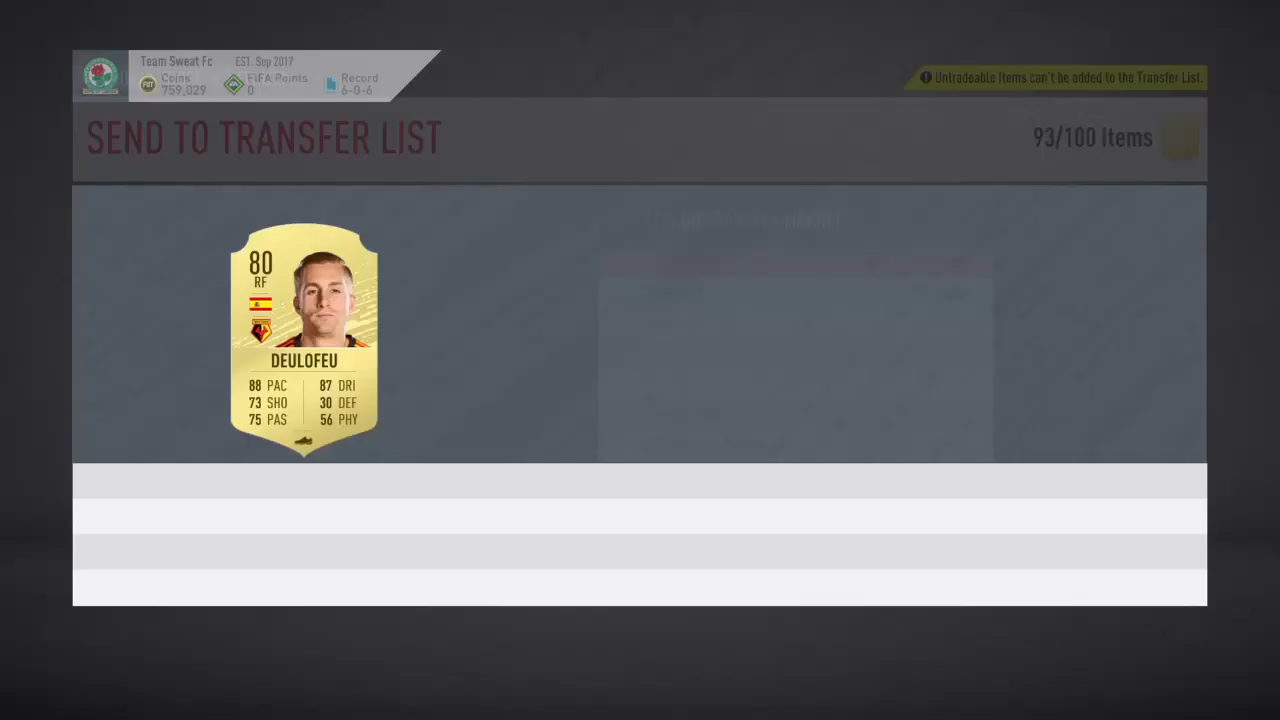 Team Sweat Fc EST. Sep 2017
Coins FIFA Points Record
759,029 0 6-0-6
Untradeable Items can't be added to the Transfer List.
SEND TO TRANSFER LIST
93/100 Items
80
RF
DEULOFEU
88 PAC 87 DRI
73 SHO 30 DEF
75 PAS 56 PHY